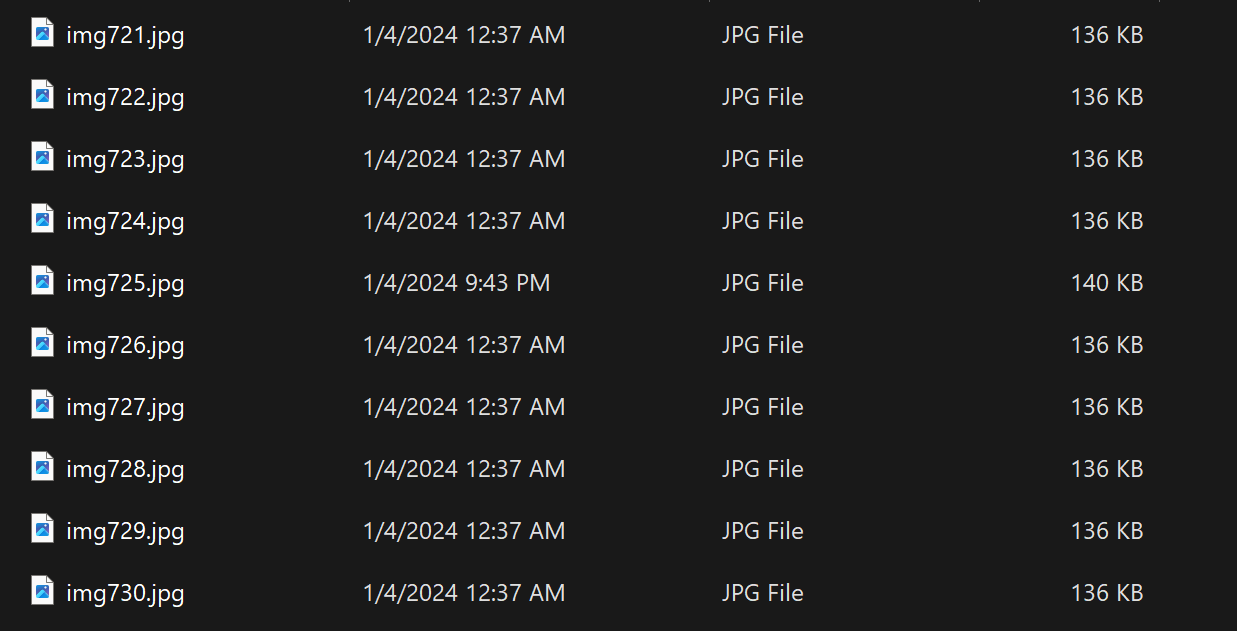 img721.jpg 1/4/2024 12:37 AM JPG File 136 KB
img722.jpg 1/4/2024 12:37 AM JPG File 136 KB
img723.jpg 1/4/2024 12:37 AM JPG File 136 KB
img724.jpg 1/4/2024 12:37 AM JPG File 136 KB
img725.jpg 1/4/2024 9:43 PM JPG File 140 KB
img726.jpg 1/4/2024 12:37 AM JPG File 136 KB
img727.jpg 1/4/2024 12:37 AM JPG File 136 KB
img728.jpg 1/4/2024 12:37 AM JPG File 136 KB
img729.jpg 1/4/2024 12:37 AM JPG File 136 KB
img730.jpg 1/4/2024 12:37 AM JPG File 136 KB